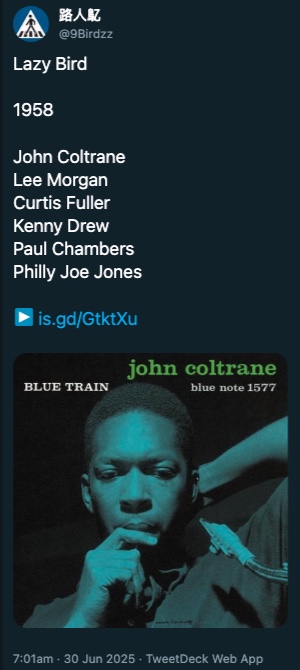 路人髟
@9Birdzz
Lazy Bird
1958
John Coltrane
Lee Morgan
Curtis Fuller
Kenny Drew
Paul Chambers
Philly Joe Jones
is.gd/GtktXu
john coltrane
BLUE TRAIN
blue note 1577
7:01am · 30 Jun 2025 · TweetDeck Web App